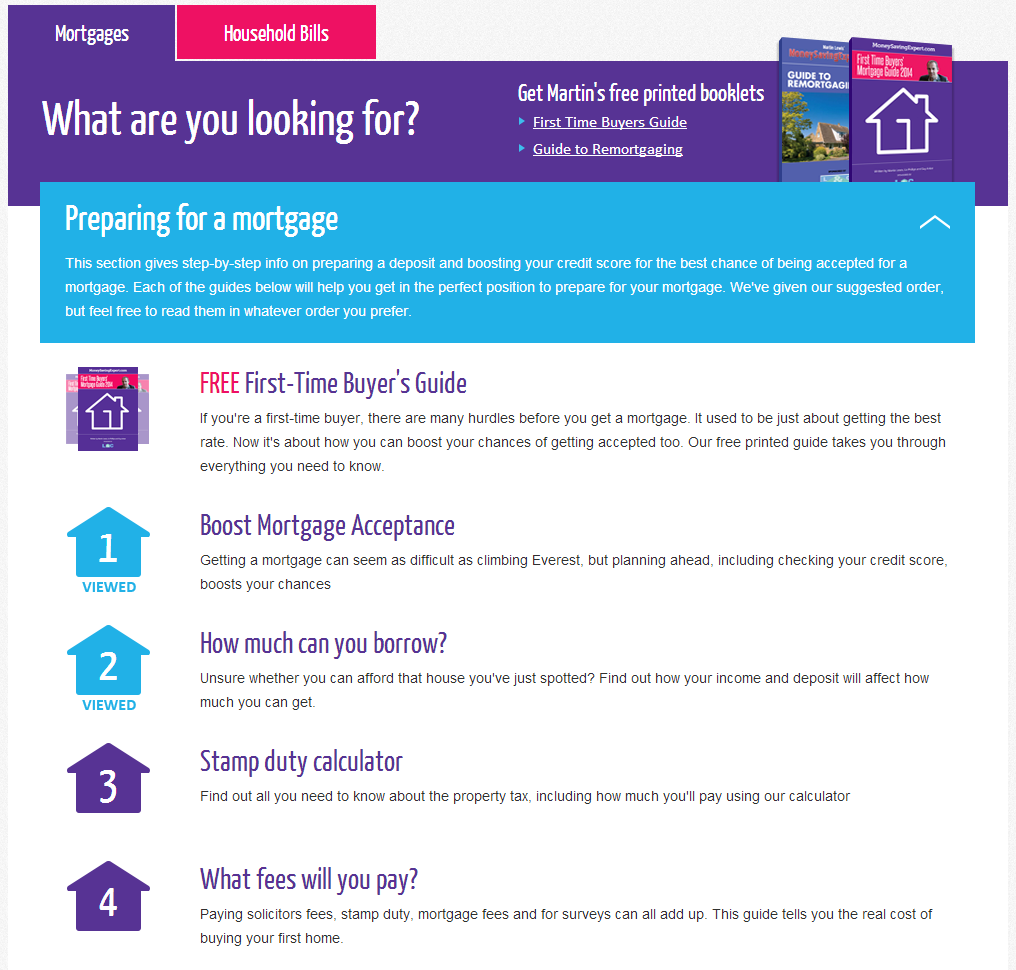 Mortgages
Household Bills
What are you looking for?
Get Martin's free printed booklets
First Time Buyers Guide
Guide to Remortgaging
MoneySavingExpert.com
GUIDE TO
REMORTGAGI
MoneySavingExpert.com
First Time Buyers'
Mortgage Guide 2014
Preparing for a mortgage
This section gives step-by-step info on preparing a deposit and boosting your credit score for the best chance of being accepted for a
mortgage. Each of the guides below will help you get in the perfect position to prepare for your mortgage. We've given our suggested order,
but feel free to read them in whatever order you prefer.
MoneySavingExpert.com
First Time Buyers'
Mortgage Guide 2014
FREE First-Time Buyer's Guide
If you're a first-time buyer, there are many hurdles before you get a mortgage. It used to be just about getting the best
rate. Now it's about how you can boost your chances of getting accepted too. Our free printed guide takes you through
everything you need to know.
1
VIEWED
Boost Mortgage Acceptance
Getting a mortgage can seem as difficult as climbing Everest, but planning ahead, including checking your credit score,
boosts your chances
2
VIEWED
How much can you borrow?
Unsure whether you can afford that house you've just spotted? Find out how your income and deposit will affect how
much you can get.
3
Stamp duty calculator
Find out all you need to know about the property tax, including how much you'll pay using our calculator
4
What fees will you pay?
Paying solicitors fees, stamp duty, mortgage fees and for surveys can all add up. This guide tells you the real cost of
buying your first home.